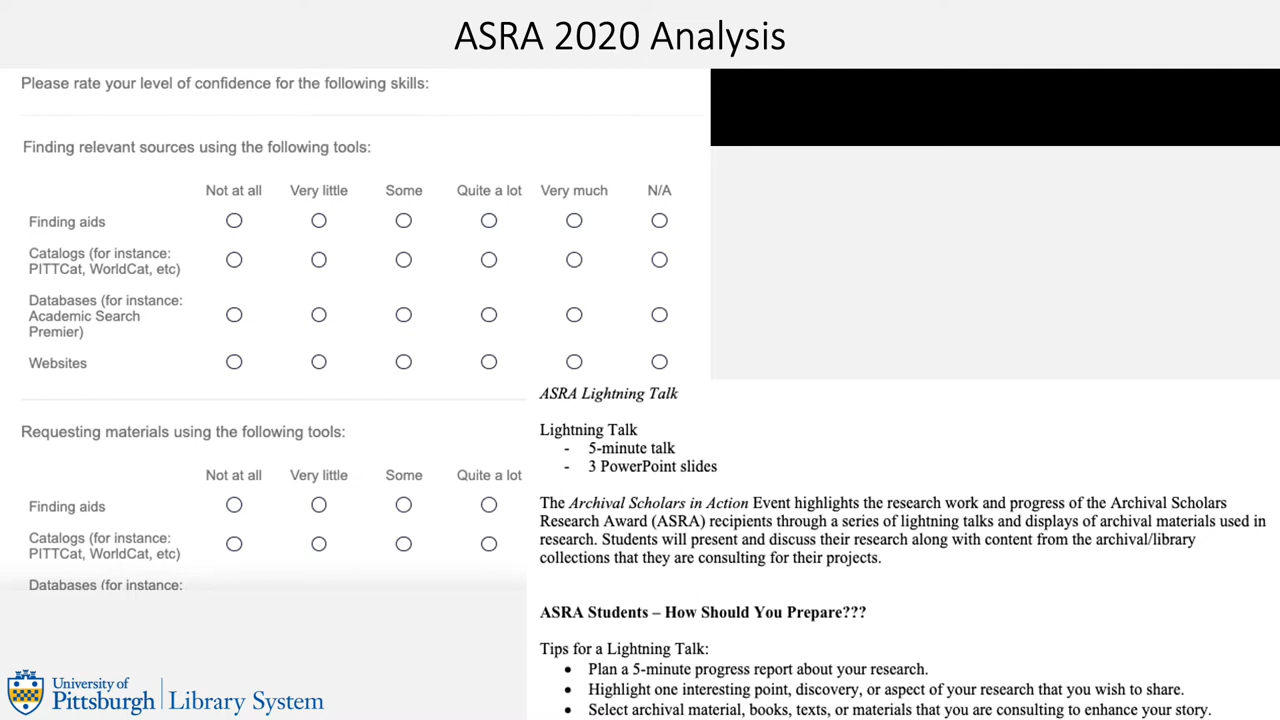 ASRA 2020 Analysis
Please rate your level of confidence for the following skills:
Finding relevant sources using the following tools:
Not at all Very little Some Quite a lot Very much N/A
Finding aids
Catalogs (for instance:
PITTCat, WorldCat, etc)
Databases (for instance:
Academic Search
Premier)
Websites
Requesting materials using the following tools:
Not at all Very little Some Quite a lot
Finding aids
Catalogs (for instance:
PITTCat, WorldCat, etc)
Databases (for instance:
ASRA Lightning Talk
Lightning Talk
- 5-minute talk
- 3 PowerPoint slides
The Archival Scholars in Action Event highlights the research work and progress of the Archival Scholars
Research Award (ASRA) recipients through a series of lightning talks and displays of archival materials used in
research. Students will present and discuss their research along with content from the archival/library
collections that they are consulting for their projects.
ASRA Students – How Should You Prepare???
Tips for a Lightning Talk:
• Plan a 5-minute progress report about your research.
• Highlight one interesting point, discovery, or aspect of your research that you wish to share.
• Select archival material, books, texts, or materials that you are consulting to enhance your story.
University of
Pittsburgh
Library System